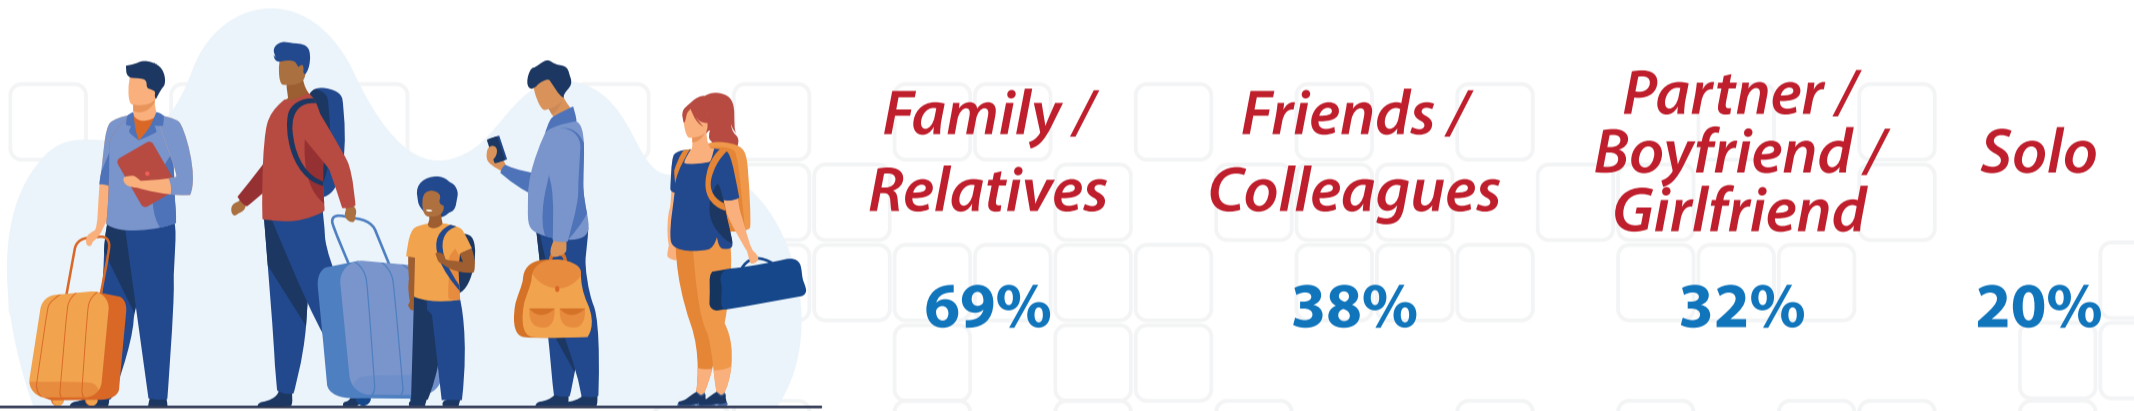 Family /
Relatives
69%
Friends /
Colleagues
38%
Partner /
Boyfriend /
Girlfriend
32%
Solo
20%